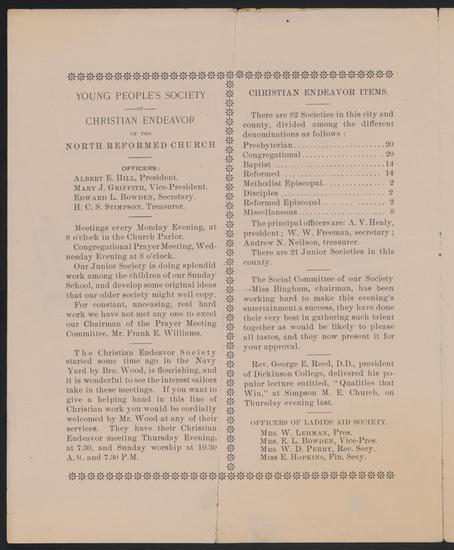 YOUNG PEOPLE'S SOCIETY
—OF—
CHRISTIAN ENDEAVOR
OF THE
NORTH REFORMED CHURCH
OFFICERS:
ALBERT E. HILL, President.
MARY J. GRIFFITH, Vice-President.
EDWARD L. BOWDEN, Secretary.
H. C. S. STIMPSON, Treasurer.
Meetings every Monday Evening, at
8 o'clock in the Church Parlor.
Congregational Prayer Meeting, Wed-
nesday Evening at 8 o'clock.
Our Junior Society is doing splendid
work among the children of our Sunday
School, and develop some original ideas
that our older society might well copy.
For constant, unceasing, real hard
work we have not met any one to excel
our Chairman of the Prayer Meeting
Committee, Mr. Frank E. Williams.
The Christian Endeavor Society
started some time ago in the Navy
Yard by Bro. Wood, is flourishing, and
it is wonderful to see the interest sailors
take in these meetings. If you want to
give a helping hand in this line of
Christian work you would be cordially
welcomed by Mr. Wood at any of their
services. They have their Christian
Endeavor meeting Thursday Evening,
at 7.30, and Sunday worship at 10.30
A.M. and 7.30 P.M.
CHRISTIAN ENDEAVOR ITEMS.
There are 82 Societies in this city and
county, divided among the different
denominations as follows :
Presbyterian 20
Congregational 20
Baptist 14
Reformed 14
Methodist Episcopal 2
Disciples 2
Reformed Episcopal 2
Miscellaneous 8
The principal officers are: A. V. Healy,
president; W. W. Freeman, secretary;
Andrew N. Neilson, treasurer.
There are 21 Junior Societies in this
county.
The Social Committee of our Society
—Miss Bingham, chairman, has been
working hard to make this evening's
entertainment a success, they have done
their very best in gathering such talent
together as would be likely to please
all tastes, and they now present it for
your approval.
Rev. George E. Reed, D.D., president
of Dickinson College, delivered his po-
pular lecture entitled, "Qualities that
Win," at Simpson M. E. Church, on
Thursday evening last.
OFFICERS OF LADIES' AID SOCIETY.
MRS. W. LEHMAN, Pres.
MRS. E. L. BOWDEN, Vice-Pres.
MRS. W. D. PERRY, Rec. Secy.
MISS E. HOPKINS, Fin. Secy.